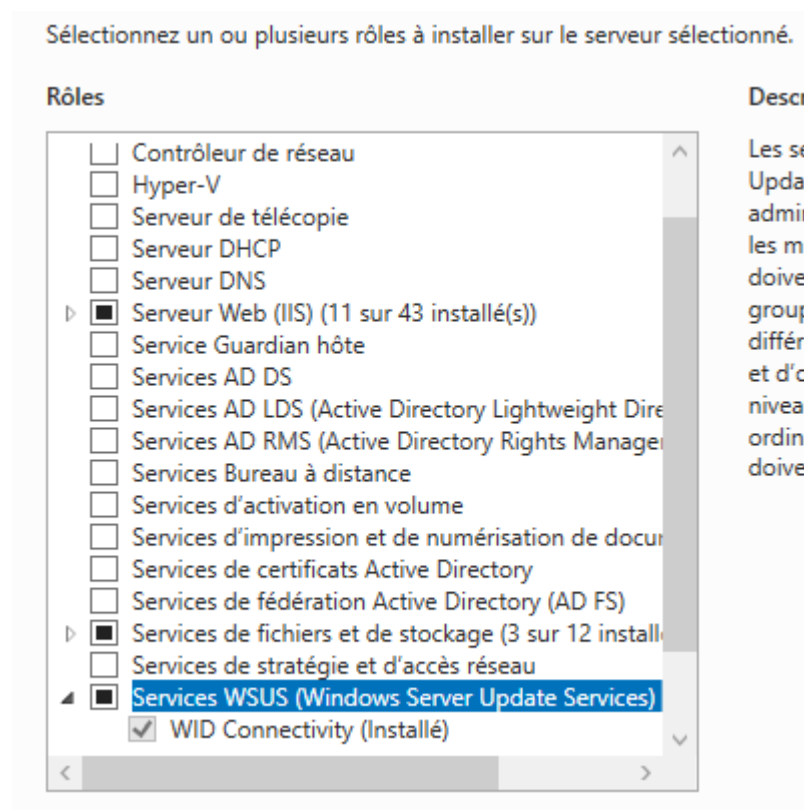 Sélectionnez un ou plusieurs rôles à installer sur le serveur sélectionné.
Rôles
Contrôleur de réseau
Hyper-V
Serveur de télécopie
Serveur DHCP
Serveur DNS
Serveur Web (IIS) (11 sur 43 installé(s))
Service Guardian hôte
Services AD DS
Services AD LDS (Active Directory Lightweight Dire
Services AD RMS (Active Directory Rights Manager
Services Bureau à distance
Services d’activation en volume
Services d’impression et de numérisation de docum
Services de certificats Active Directory
Services de fédération Active Directory (AD FS)
Services de fichiers et de stockage (3 sur 12 install
Services de stratégie et d’accès réseau
Services WSUS (Windows Server Update Services)
WID Connectivity (Installé)
Descr
Les se
Upda
admi
les m
doive
group
différ
et d’o
nivea
ordin
doive